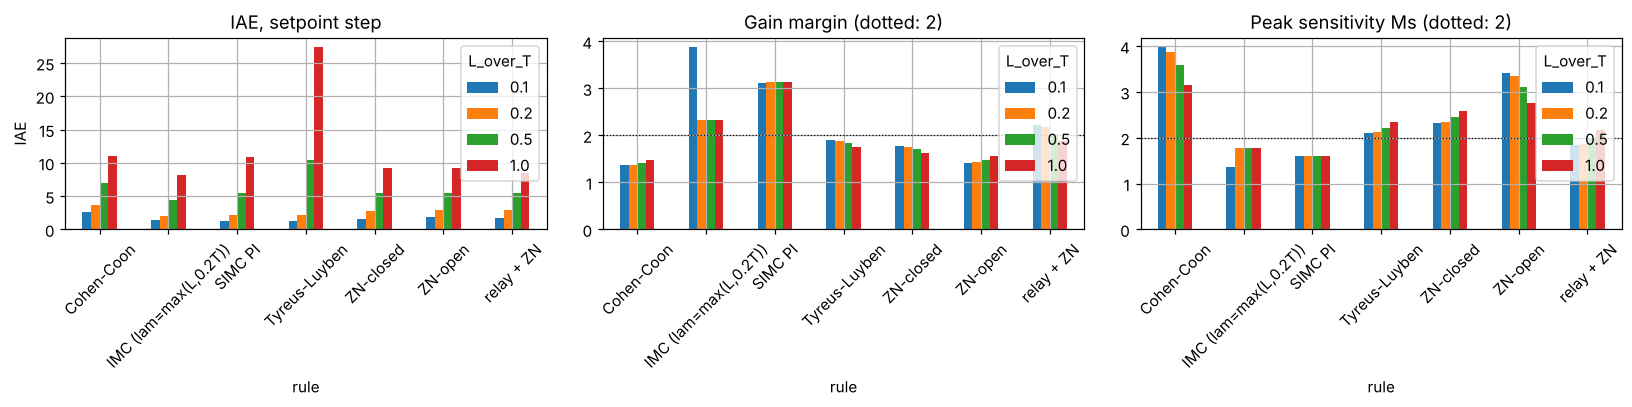 IAE, setpoint step
IAE
25
20
15
10
5
0
L_over_T
0.1
0.2
0.5
1.0
Cohen-Coon
IMC (lam=max(L,0.2T))
SIMC PI
Tyreus-Luyben
ZN-closed
ZN-open
relay + ZN
rule
Gain margin (dotted: 2)
4
3
2
1
0
L_over_T
0.1
0.2
0.5
1.0
Cohen-Coon
IMC (lam=max(L,0.2T))
SIMC PI
Tyreus-Luyben
ZN-closed
ZN-open
relay + ZN
rule
Peak sensitivity Ms (dotted: 2)
4
3
2
1
0
L_over_T
0.1
0.2
0.5
1.0
Cohen-Coon
IMC (lam=max(L,0.2T))
SIMC PI
Tyreus-Luyben
ZN-closed
ZN-open
relay + ZN
rule